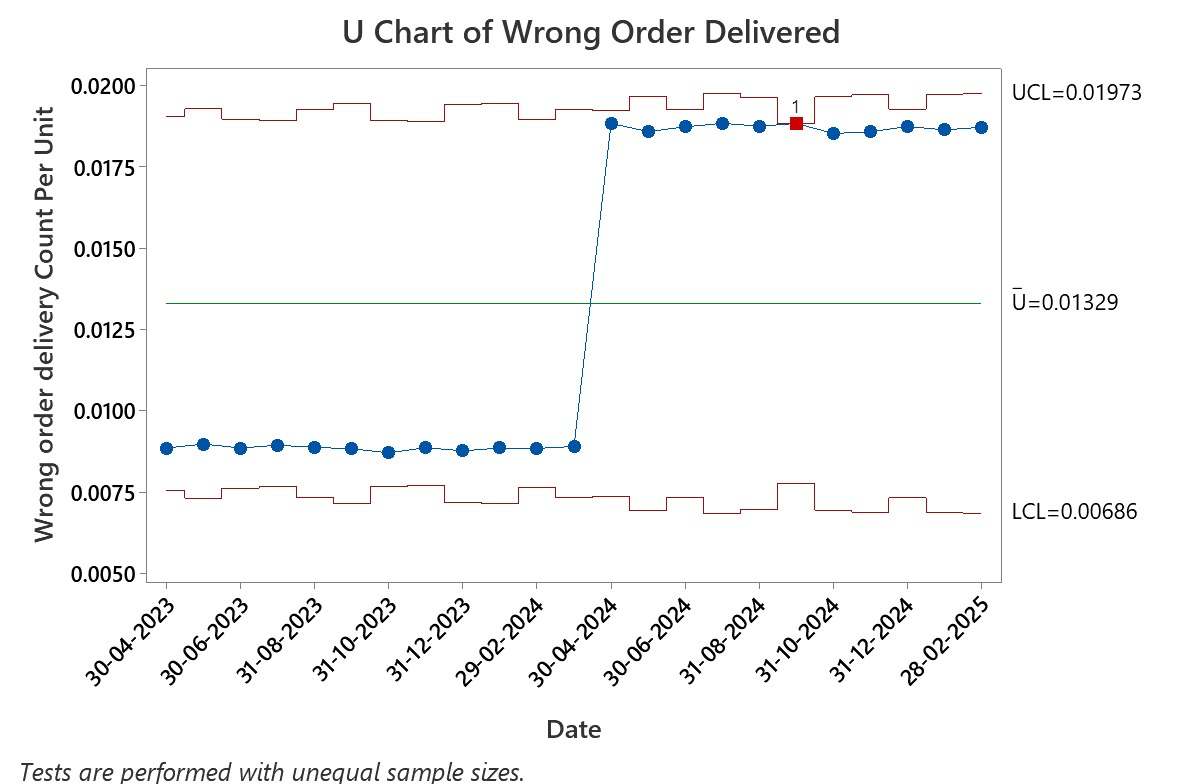 U Chart of Wrong Order Delivered
Wrong order delivery Count Per Unit
0.0200
0.0175
0.0150
0.0125
0.0100
0.0075
0.0050
1
UCL=0.01973
U̅=0.01329
LCL=0.00686
30-04-2023
30-06-2023
31-08-2023
31-10-2023
31-12-2023
29-02-2024
30-04-2024
30-06-2024
31-08-2024
31-10-2024
31-12-2024
28-02-2025
Date
Tests are performed with unequal sample sizes.